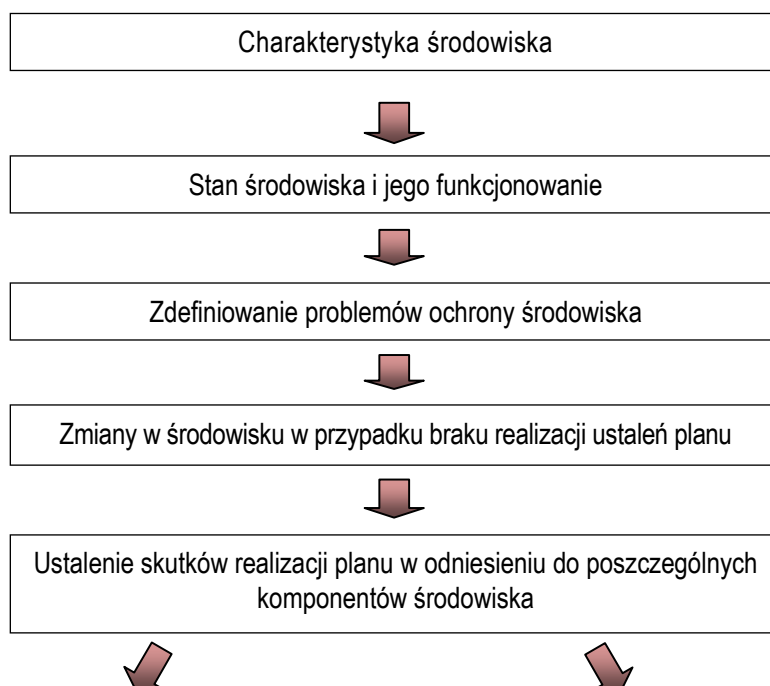 Charakterystyka środowiska
Stan środowiska i jego funkcjonowanie
Zdefiniowanie problemów ochrony środowiska
Zmiany w środowisku w przypadku braku realizacji ustaleń planu
Ustalenie skutków realizacji planu w odniesieniu do poszczególnych
komponentów środowiska